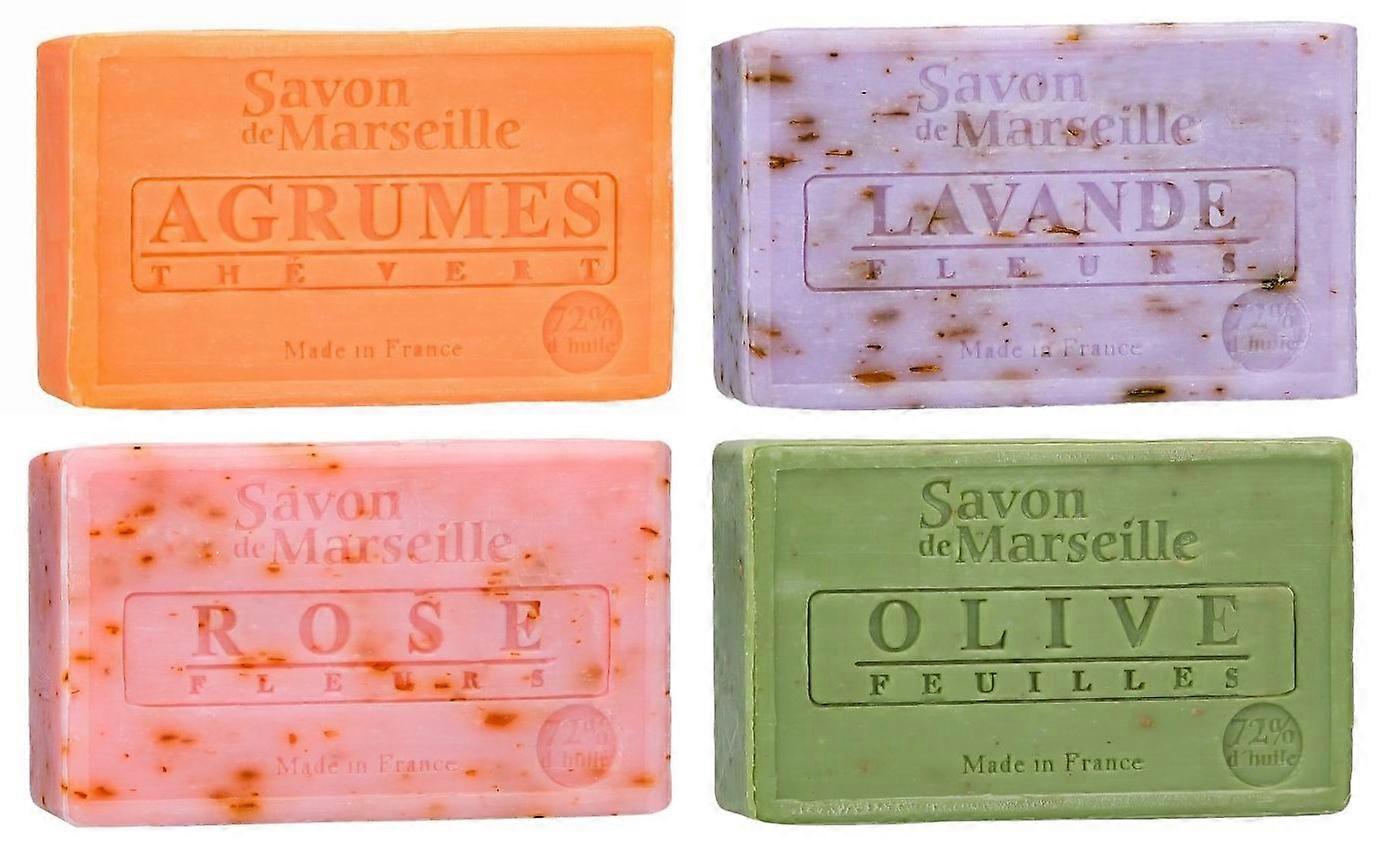 Savon
de Marseille
AGRUMES
THÉ VERT
72%
d'huile
Made in France
Savon
de Marseille
LAVANDE
FLEURS
72%
d'huile
Made in France
Savon
de Marseille
ROSE
FLEURS
72%
d'huile
Made in France
Savon
de Marseille
OLIVE
FEUILLES
72%
d'huile
Made in France